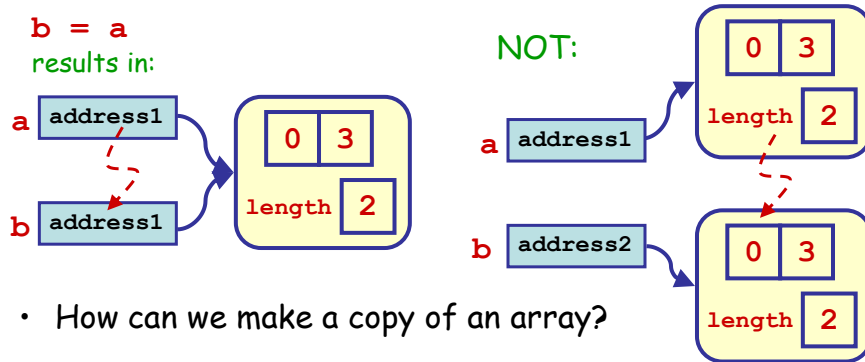 b = a
results in:
a address1
0 3
length 2
b address1
NOT:
0 3
length 2
a address1
b address2
0 3
length 2
• How can we make a copy of an array?